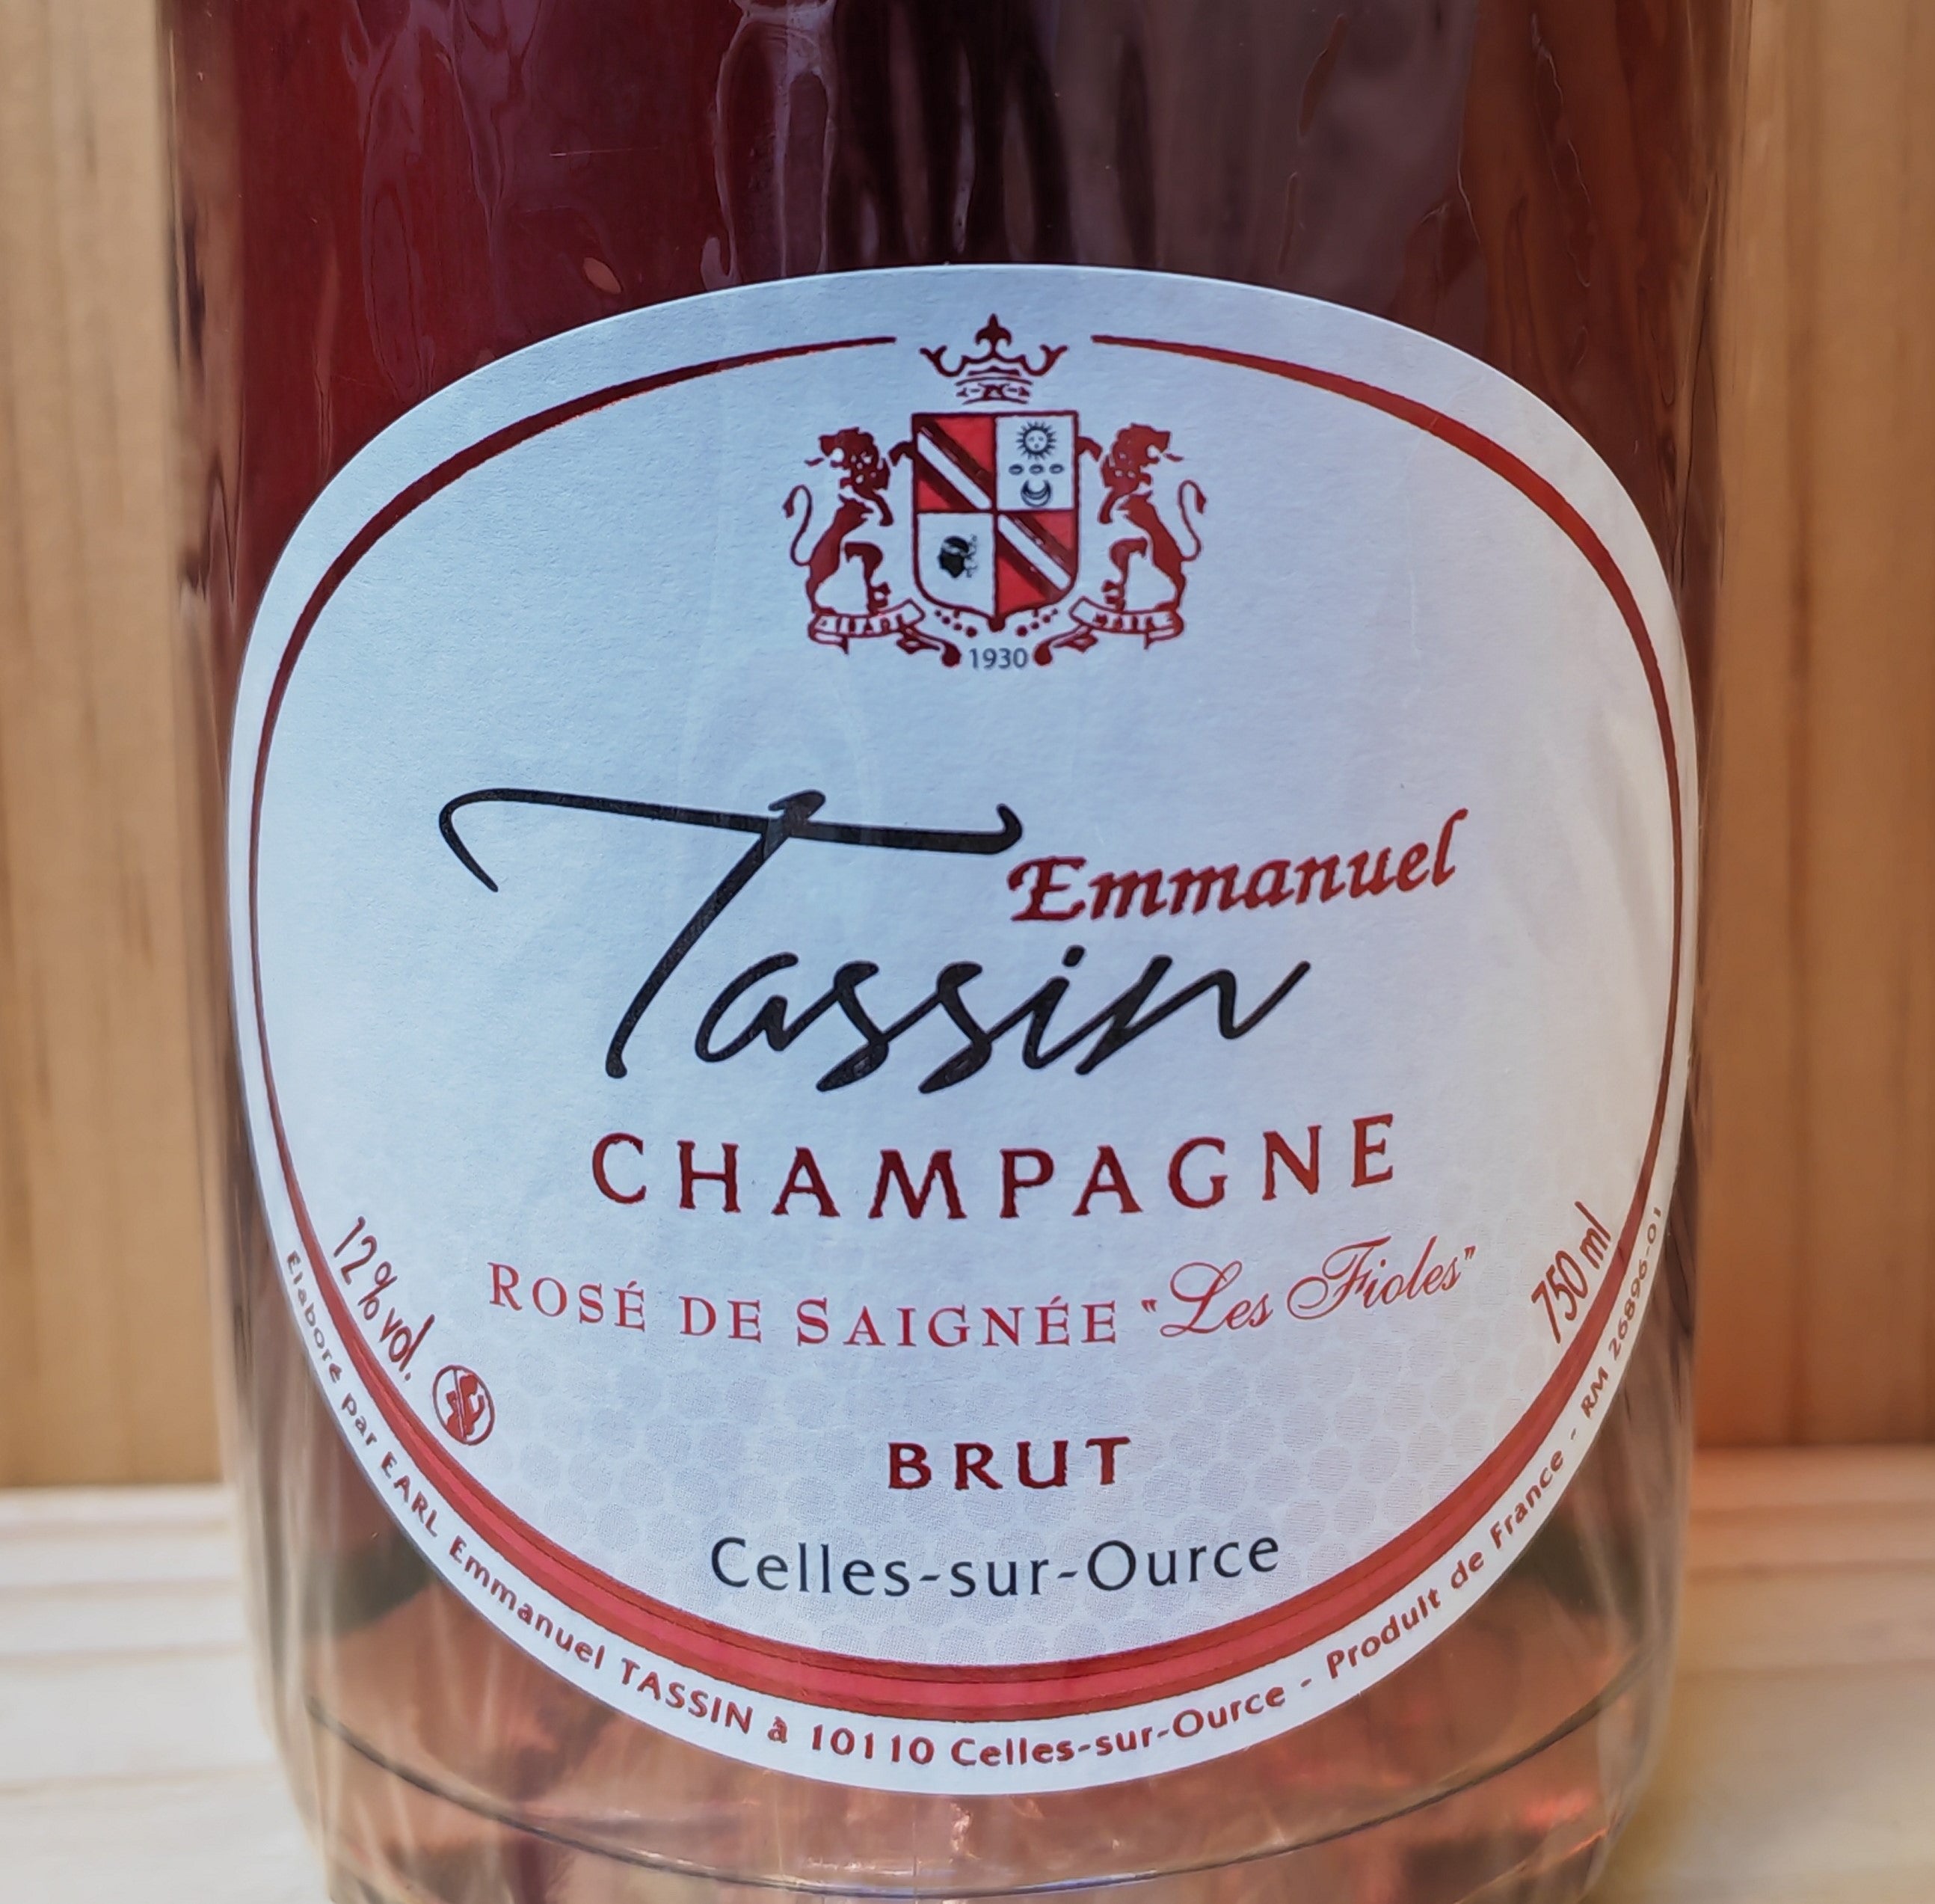 1930
Emmanuel
Tassin
CHAMPAGNE
ROSÉ DE SAIGNÉE "Les Fioles"
12 % vol.
750 ml
BRUT
Celles-sur-Ource
Elaboré par EARL Emmanuel TASSIN à 10110 Celles-sur-Ource - Produit de France - RM 26896-01